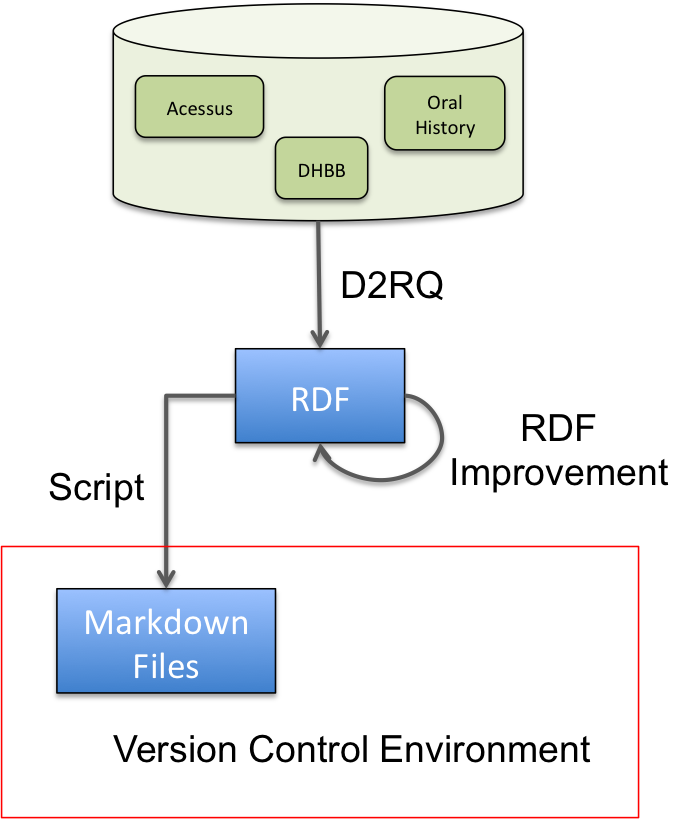 Acessus
Oral
History
DHBB
D2RQ
RDF
RDF
Improvement
Script
Markdown
Files
Version Control Environment